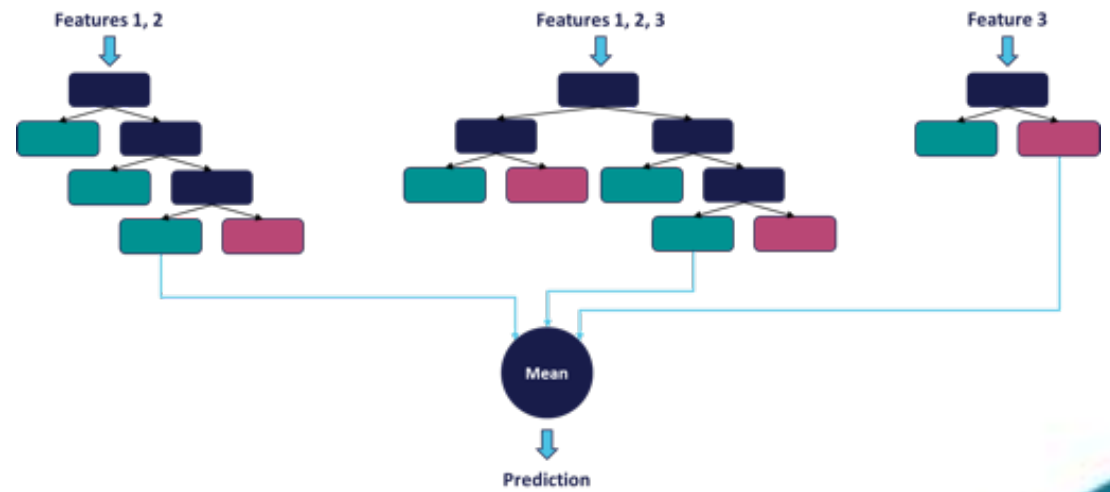 Features 1, 2
Features 1, 2, 3
Feature 3
Mean
Prediction